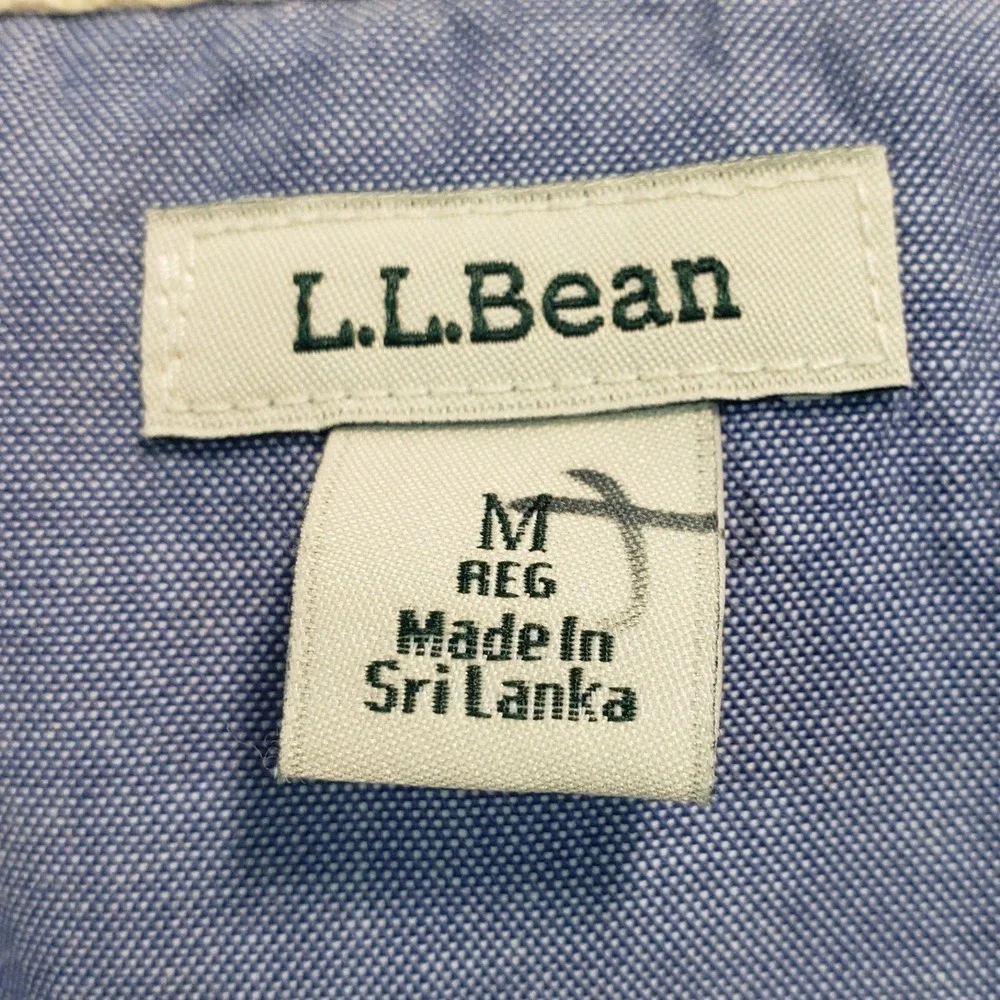 L.L.Bean
M
REG
Made In
Sri Lanka